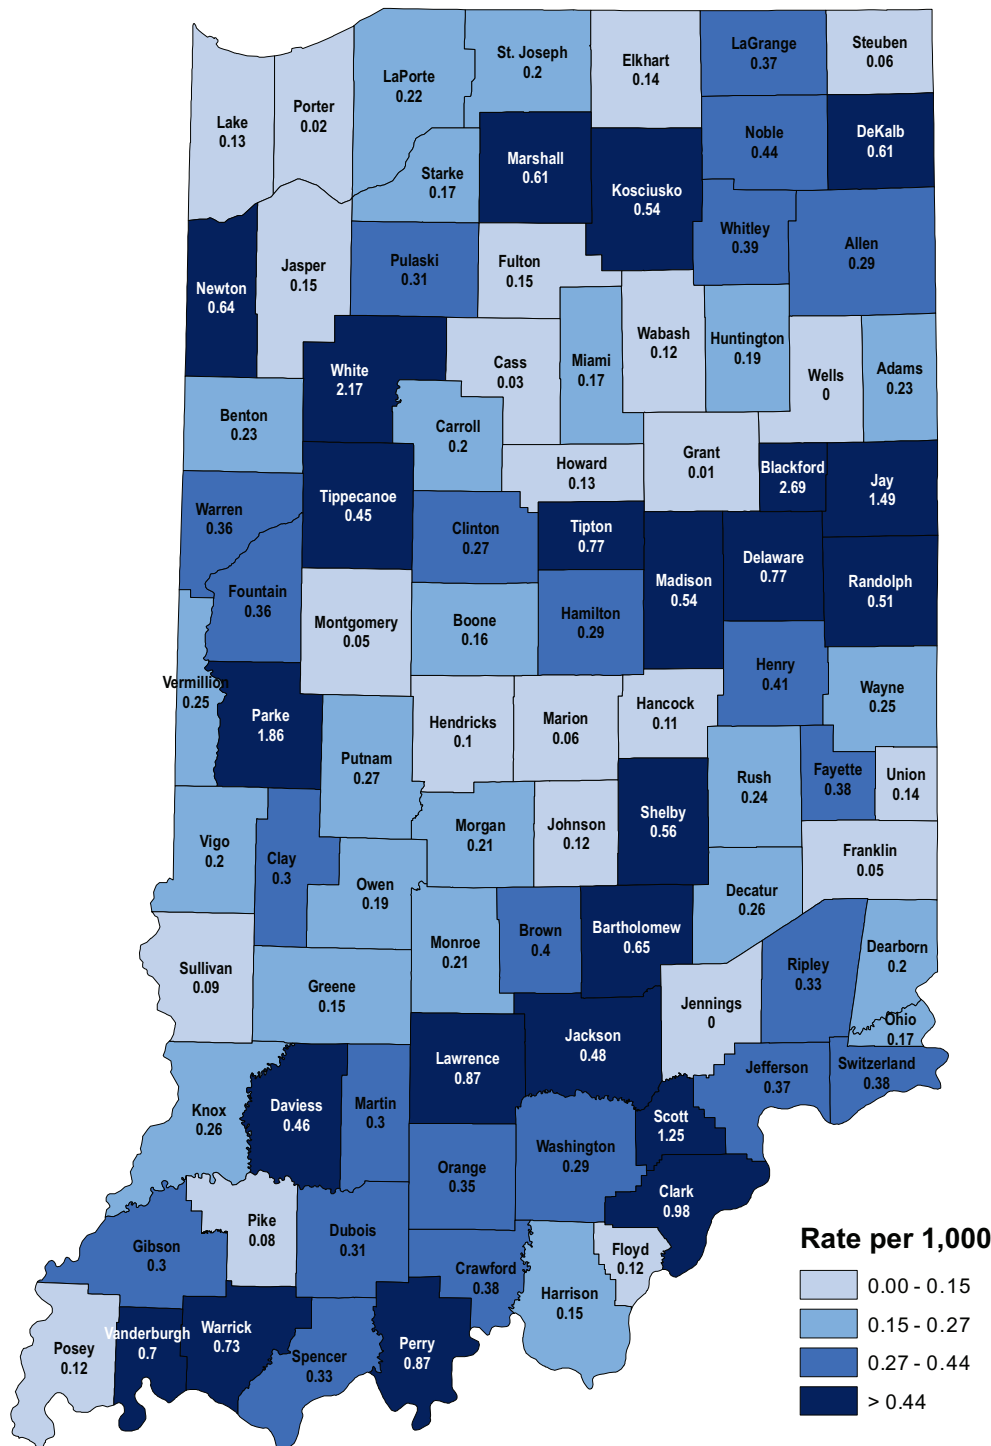 Steuben
0.06
LaGrange
0.37
Elkhart
0.14
St. Joseph
0.2
LaPorte
0.22
Porter
0.02
Lake
0.13
Noble
0.44
DeKalb
0.61
Marshall
0.61
Starke
0.17
Kosciusko
0.54
Whitley
0.39
Allen
0.29
Newton
0.64
Jasper
0.15
Pulaski
0.31
Fulton
0.15
Wabash
0.12
Huntington
0.19
Miami
0.17
Cass
0.03
White
2.17
Wells
0
Adams
0.23
Benton
0.23
Carroll
0.2
Howard
0.13
Grant
0.01
Blackford
2.69
Jay
1.49
Warren
0.36
Tippecanoe
0.45
Clinton
0.27
Tipton
0.77
Madison
0.54
Delaware
0.77
Randolph
0.51
Fountain
0.36
Montgomery
0.05
Boone
0.16
Hamilton
0.29
Henry
0.41
Wayne
0.25
Vermillion
0.25
Parke
1.86
Hendricks
0.1
Marion
0.06
Hancock
0.11
Putnam
0.27
Rush
0.24
Fayette
0.38
Union
0.14
Shelby
0.56
Morgan
0.21
Johnson
0.12
Vigo
0.2
Clay
0.3
Owen
0.19
Franklin
0.05
Decatur
0.26
Monroe
0.21
Brown
0.4
Bartholomew
0.65
Dearborn
0.2
Ripley
0.33
Sullivan
0.09
Greene
0.15
Jennings
0
Ohio
0.17
Jackson
0.48
Lawrence
0.87
Jefferson
0.37
Switzerland
0.38
Knox
0.26
Daviess
0.46
Martin
0.3
Scott
1.25
Washington
0.29
Orange
0.35
Clark
0.98
Pike
0.08
Dubois
0.31
Gibson
0.3
Floyd
0.12
Crawford
0.38
Harrison
0.15
Posey
0.12
Vanderburgh
0.7
Warrick
0.73
Spencer
0.33
Perry
0.87
Rate per 1,000
0.00 - 0.15
0.15 - 0.27
0.27 - 0.44
> 0.44